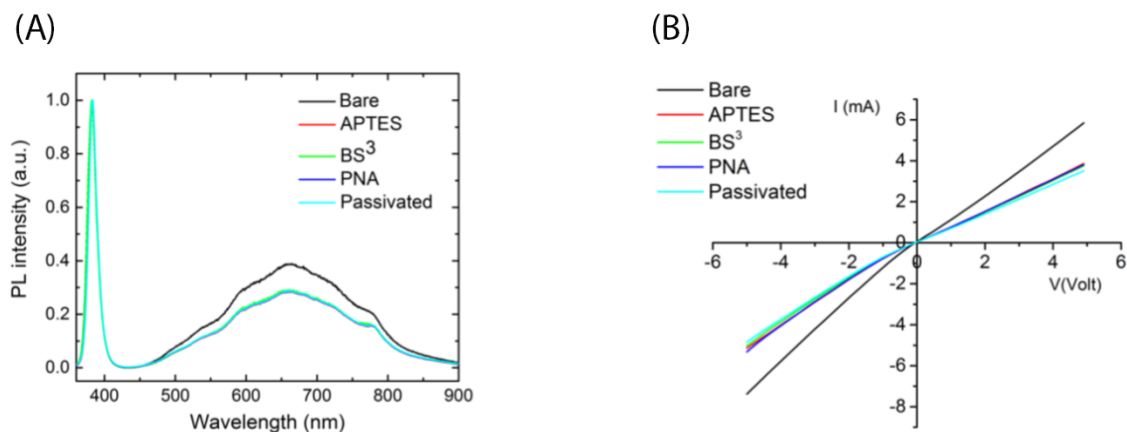 (A)
(B)
PL intensity (a.u.)
1.0
0.8
0.6
0.4
0.2
0.0
Bare
APTES
BS³
PNA
Passivated
400
500
600
700
800
900
Wavelength (nm)
Bare
APTES
BS³
PNA
Passivated
I (mA)
6
4
2
0
-2
-4
-6
-8
-6
-4
-2
0
2
4
6
V(Volt)